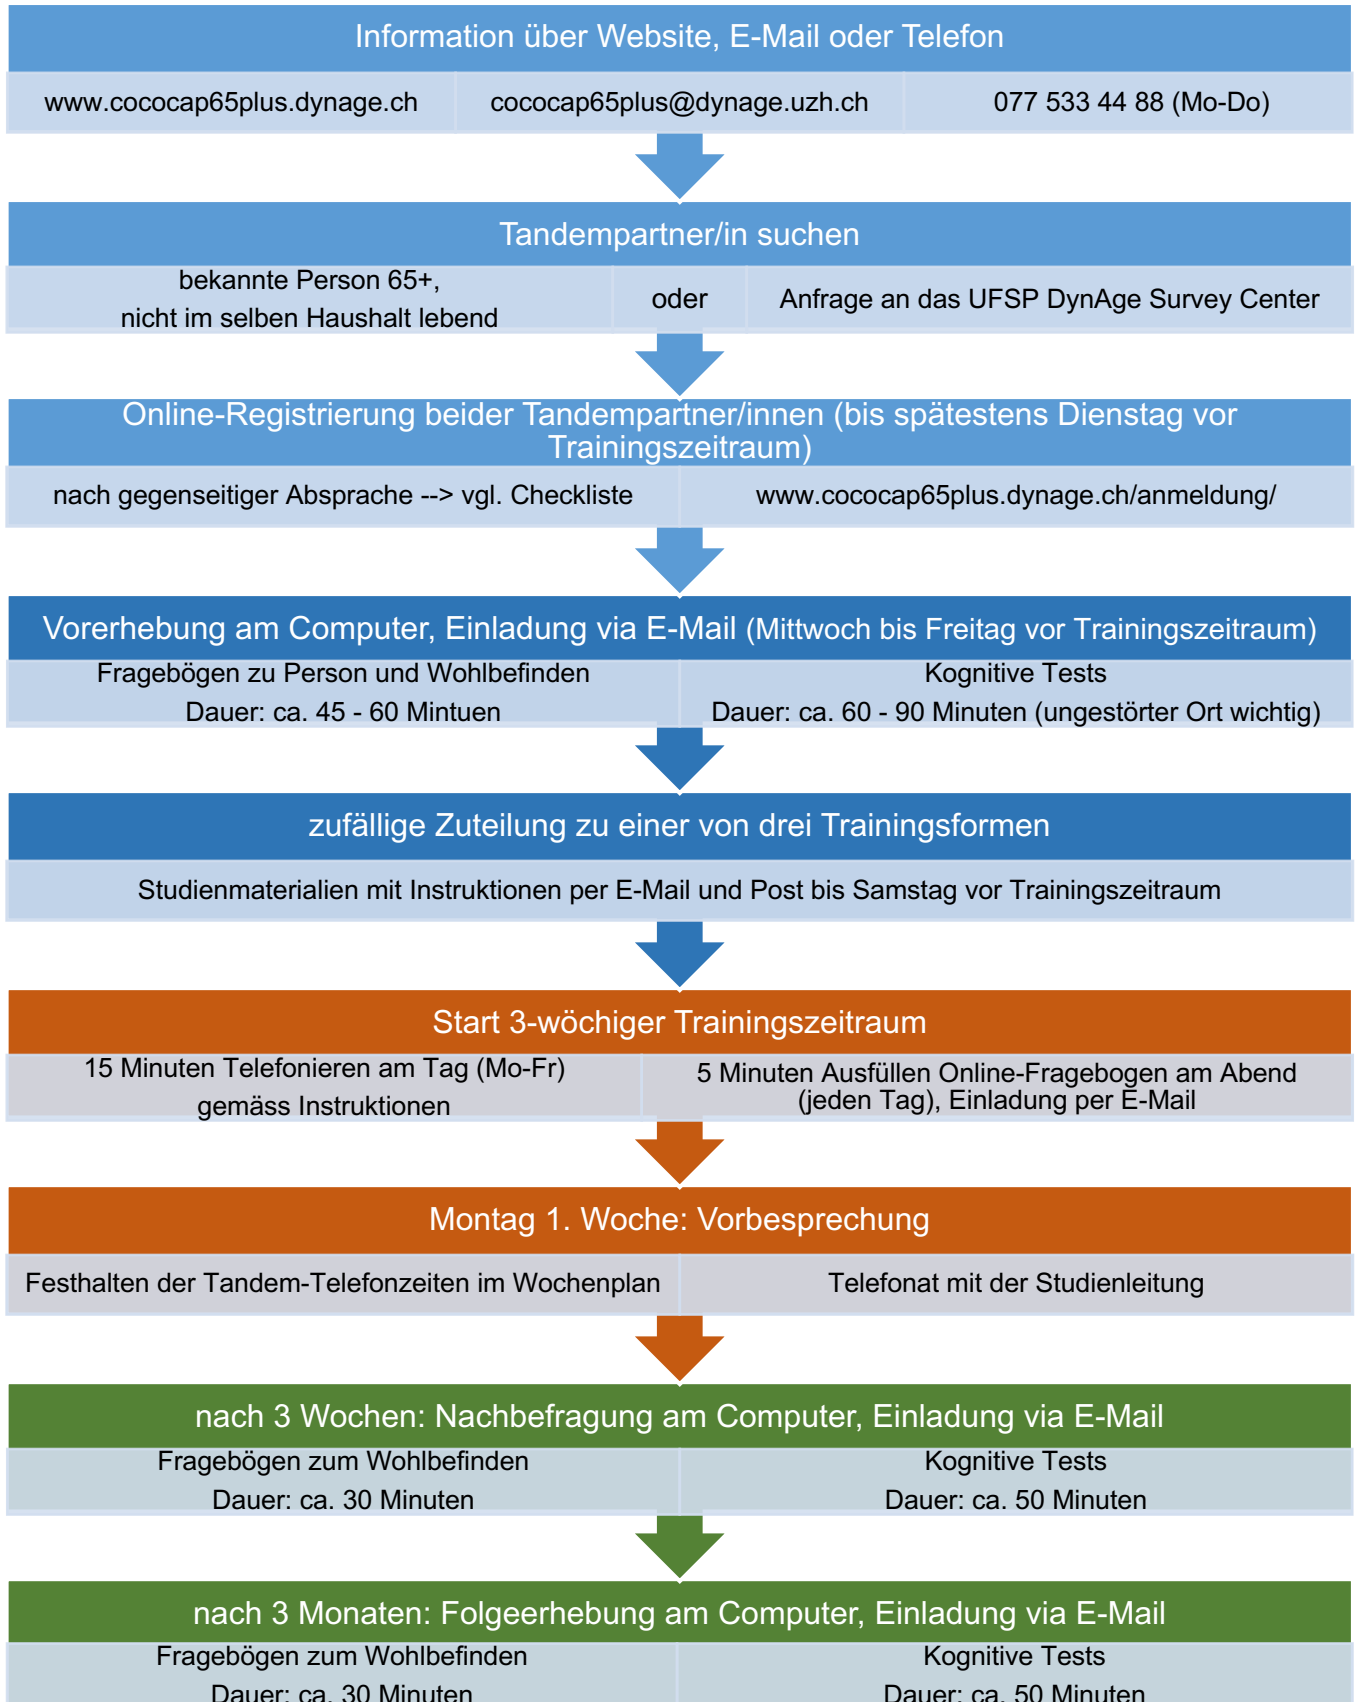 Information über Website, E-Mail oder Telefon
www.cococap65plus.dynage.ch
cococap65plus@dynage.uzh.ch
077 533 44 88 (Mo-Do)
Tandempartner/in suchen
bekannte Person 65+,
nicht im selben Haushalt lebend
oder
Anfrage an das UFSP DynAge Survey Center
Online-Registrierung beider Tandempartner/innen (bis spätestens Dienstag vor
Trainingszeitraum)
nach gegenseitiger Absprache --> vgl. Checkliste
www.cococap65plus.dynage.ch/anmeldung/
Vorerhebung am Computer, Einladung via E-Mail (Mittwoch bis Freitag vor Trainingszeitraum)
Fragebögen zu Person und Wohlbefinden
Dauer: ca. 45 - 60 Mintuen
Kognitive Tests
Dauer: ca. 60 - 90 Minuten (ungestörter Ort wichtig)
zufällige Zuteilung zu einer von drei Trainingsformen
Studienmaterialien mit Instruktionen per E-Mail und Post bis Samstag vor Trainingszeitraum
Start 3-wöchiger Trainingszeitraum
15 Minuten Telefonieren am Tag (Mo-Fr)
gemäss Instruktionen
5 Minuten Ausfüllen Online-Fragebogen am Abend
(jeden Tag), Einladung per E-Mail
Montag 1. Woche: Vorbesprechung
Festhalten der Tandem-Telefonzeiten im Wochenplan
Telefonat mit der Studienleitung
nach 3 Wochen: Nachbefragung am Computer, Einladung via E-Mail
Fragebögen zum Wohlbefinden
Dauer: ca. 30 Minuten
Kognitive Tests
Dauer: ca. 50 Minuten
nach 3 Monaten: Folgeerhebung am Computer, Einladung via E-Mail
Fragebögen zum Wohlbefinden
Dauer: ca. 30 Minuten
Kognitive Tests
Dauer: ca. 50 Minuten